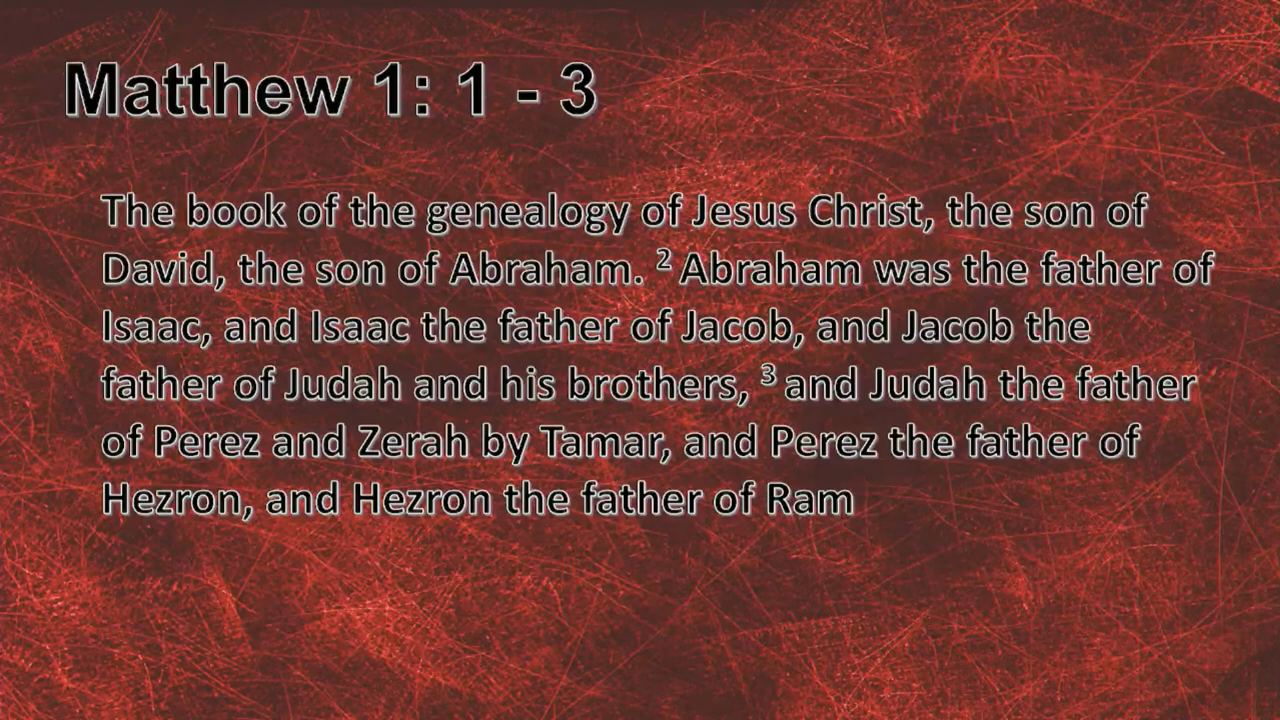 Matthew 1: 1 - 3
The book of the genealogy of Jesus Christ, the son of
David, the son of Abraham. ² Abraham was the father of
Isaac, and Isaac the father of Jacob, and Jacob the
father of Judah and his brothers, ³ and Judah the father
of Perez and Zerah by Tamar, and Perez the father of
Hezron, and Hezron the father of Ram